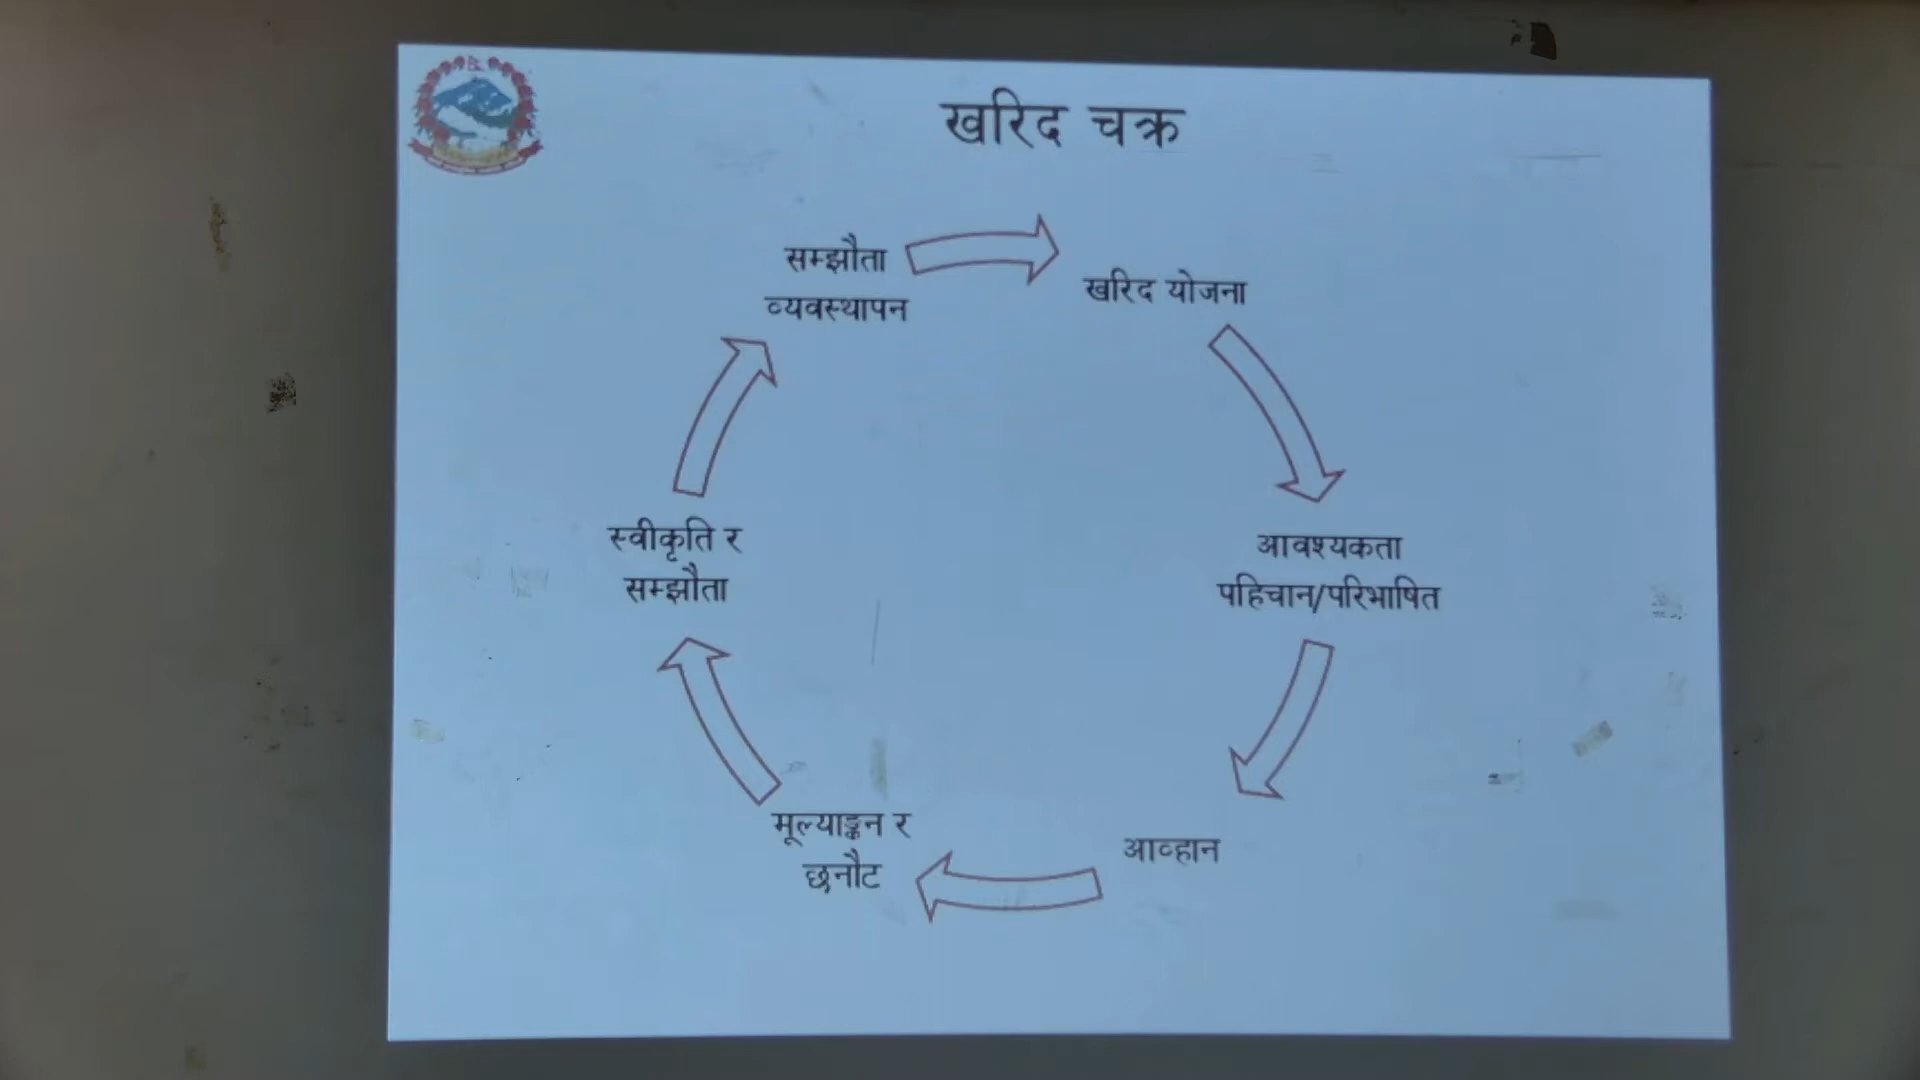 खरिद चक्र
सम्झौता
व्यवस्थापन
खरिद योजना
आवश्यकता
पहिचान/परिभाषित
आव्हान
मूल्याङ्कन र
छनौट
स्वीकृति र
सम्झौता